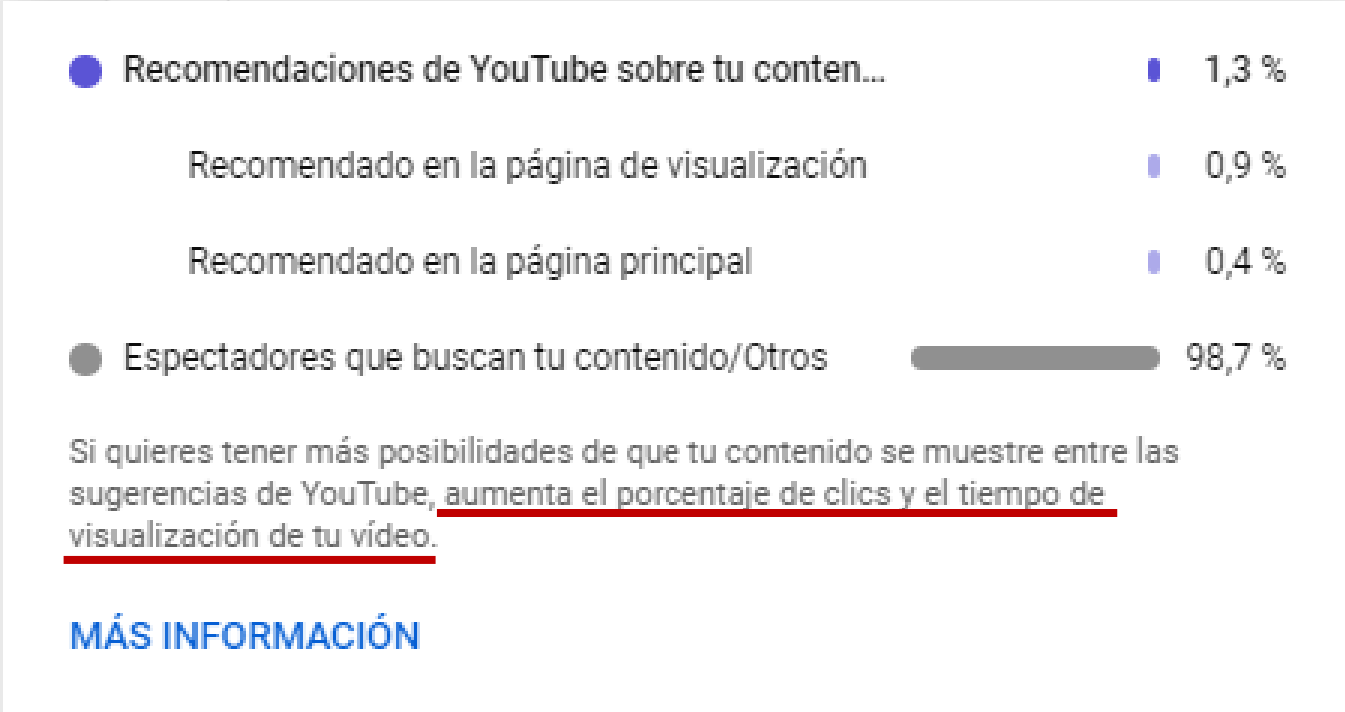 Recomendaciones de YouTube sobre tu conten...
1,3 %
Recomendado en la página de visualización
0,9 %
Recomendado en la página principal
0,4 %
Espectadores que buscan tu contenido/Otros
98,7 %
Si quieres tener más posibilidades de que tu contenido se muestre entre las
sugerencias de YouTube, aumenta el porcentaje de clics y el tiempo de
visualización de tu vídeo.
MÁS INFORMACIÓN